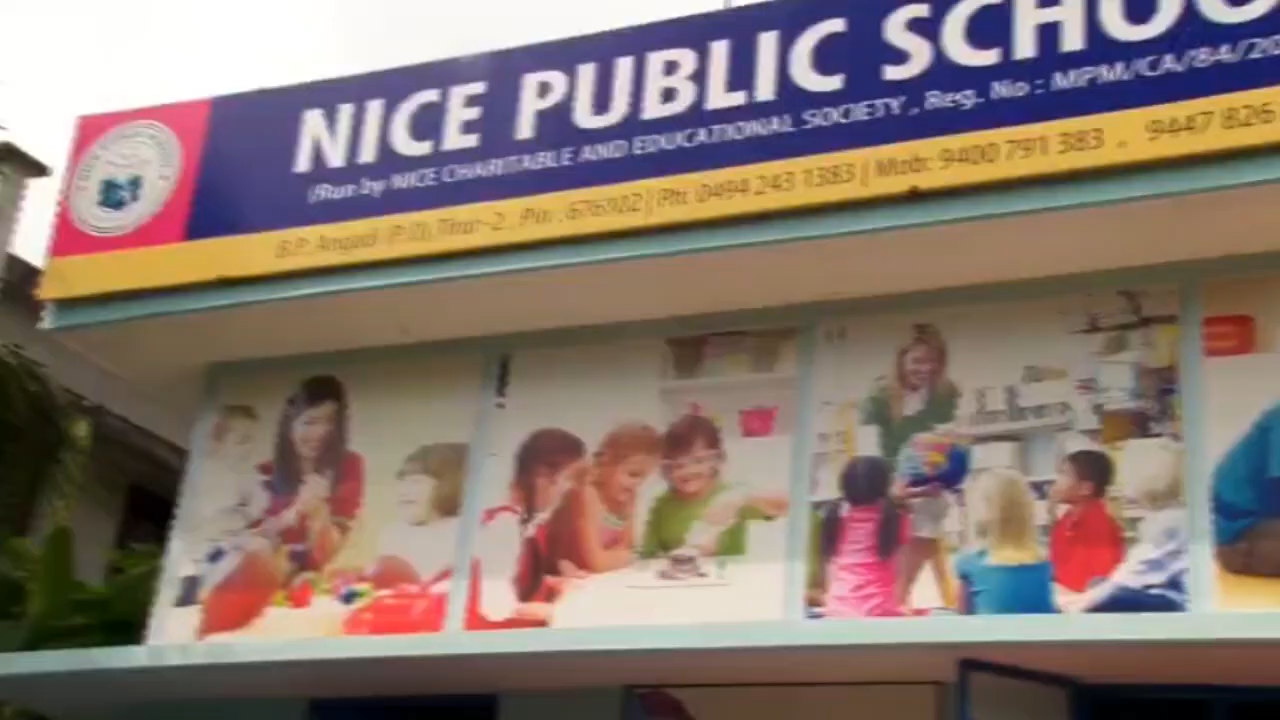 NICE PUBLIC SCHOO
(Run by NICE CHARITABLE AND EDUCATIONAL SOCIETY, Reg. No : MPM/CA/84/20
B.P. Angadi (P.O), Tirur-2, Pin : 676102 | Ph: 0494 243 1383 | Mob: 9400 791 383 , 9447 826